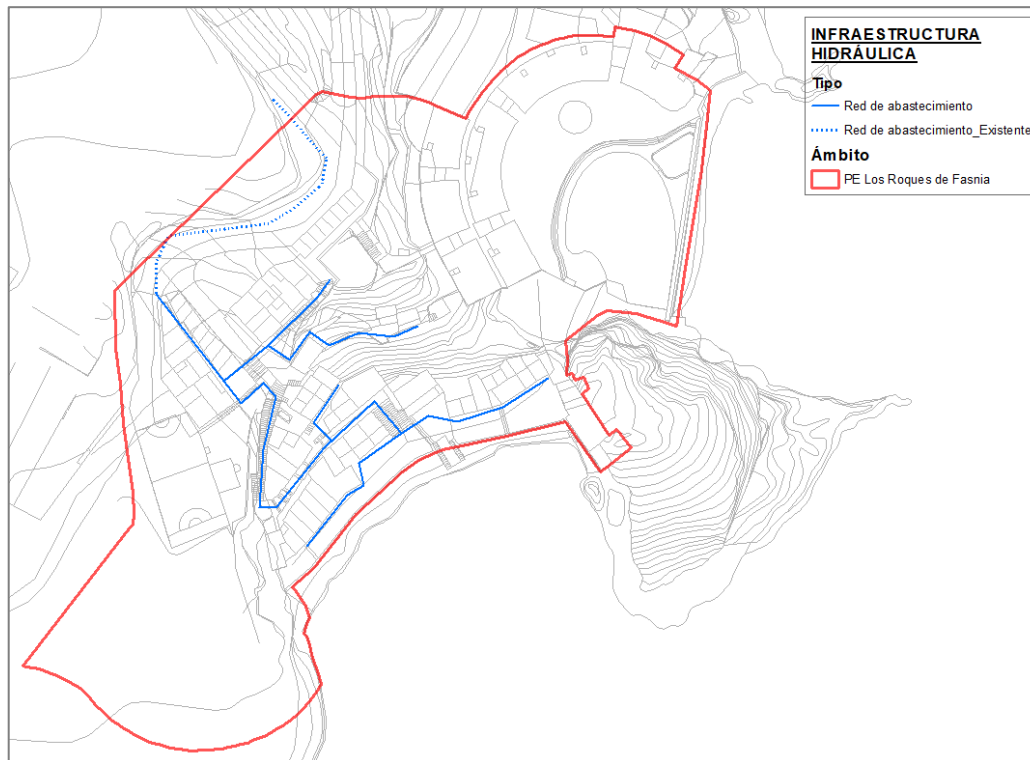 INFRAESTRUCTURA
HIDRÁULICA
Tipo
Red de abastecimiento
Red de abastecimiento_Existente
Ámbito
PE Los Roques de Fasnia